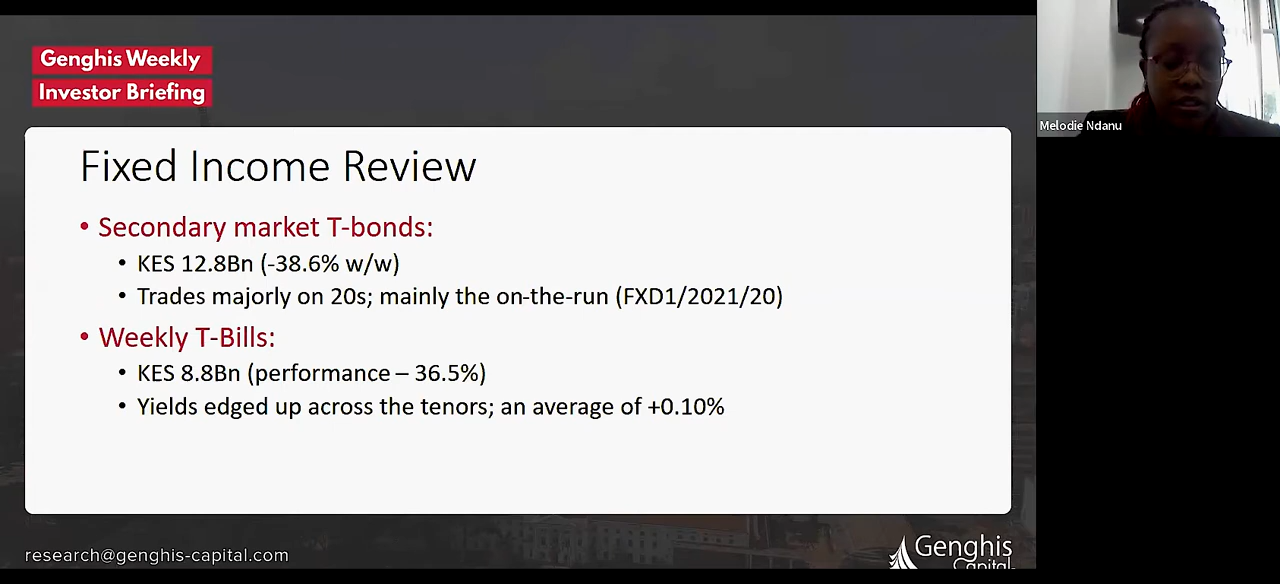 Genghis Weekly
Investor Briefing
Fixed Income Review
• Secondary market T-bonds:
• KES 12.8Bn (-38.6% w/w)
• Trades majorly on 20s; mainly the on-the-run (FXD1/2021/20)
• Weekly T-Bills:
• KES 8.8Bn (performance – 36.5%)
• Yields edged up across the tenors; an average of +0.10%
research@genghis-capital.com
Genghis
Capital
Melodie Ndanu